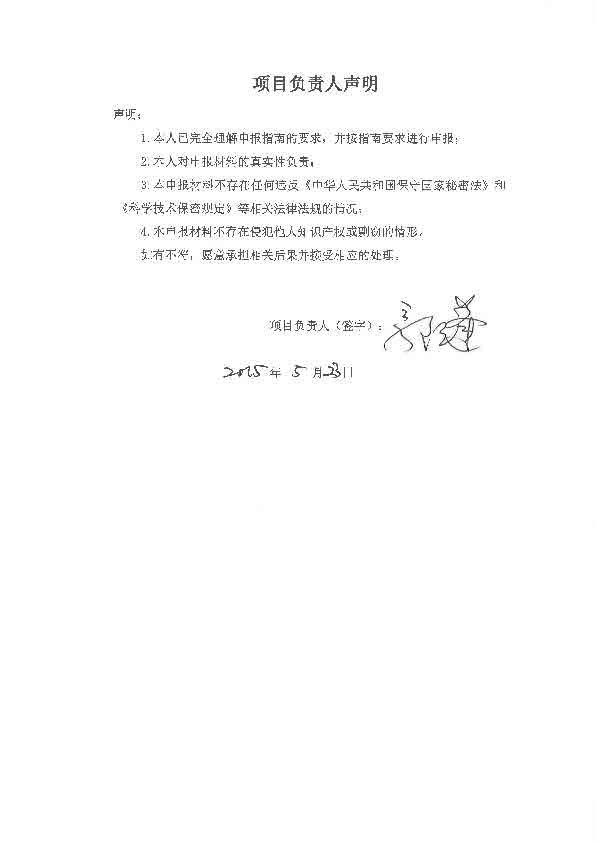 项目负责人声明
声明:
1.本人已完全理解申报指南的要求，并按指南要求进行申报；
2.本人对申报材料的真实性负责；
3.本申报材料不存在任何违反《中华人民共和国保守国家秘密法》和
《科学技术保密规定》等相关法律法规的情况；
4.本申报材料不存在侵犯他人知识产权或剽窃的情形。
如有不符，愿意承担相关后果并接受相应的处理。
项目负责人（签字）：
2015年 5 月23日